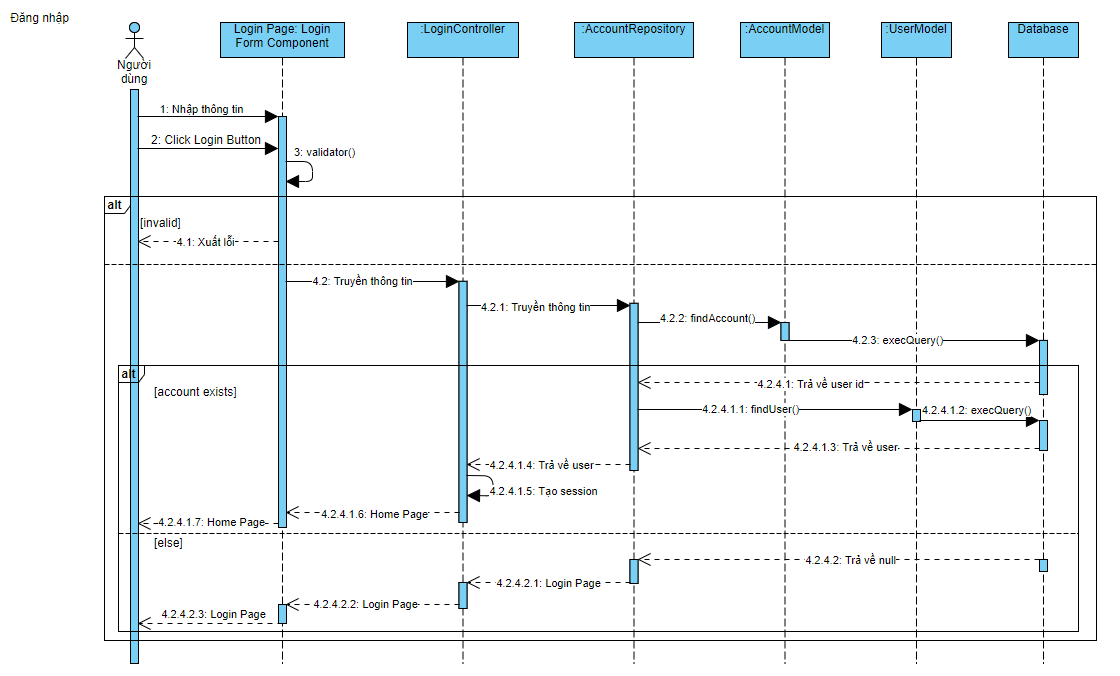 Đăng nhập
Người
dùng
Login Page: Login
Form Component
:LoginController
:AccountRepository
:AccountModel
:UserModel
Database
1: Nhập thông tin
2: Click Login Button
3: validator()
alt
[invalid]
4.1: Xuất lỗi
4.2: Truyền thông tin
4.2.1: Truyền thông tin
4.2.2: findAccount()
4.2.3: execQuery()
alt
[account exists]
4.2.4.1: Trả về user id
4.2.4.1.1: findUser()
4.2.4.1.2: execQuery()
4.2.4.1.3: Trả về user
4.2.4.1.4: Trả về user
4.2.4.1.5: Tạo session
4.2.4.1.6: Home Page
4.2.4.1.7: Home Page
[else]
4.2.4.2: Trả về null
4.2.4.2.1: Login Page
4.2.4.2.2: Login Page
4.2.4.2.3: Login Page